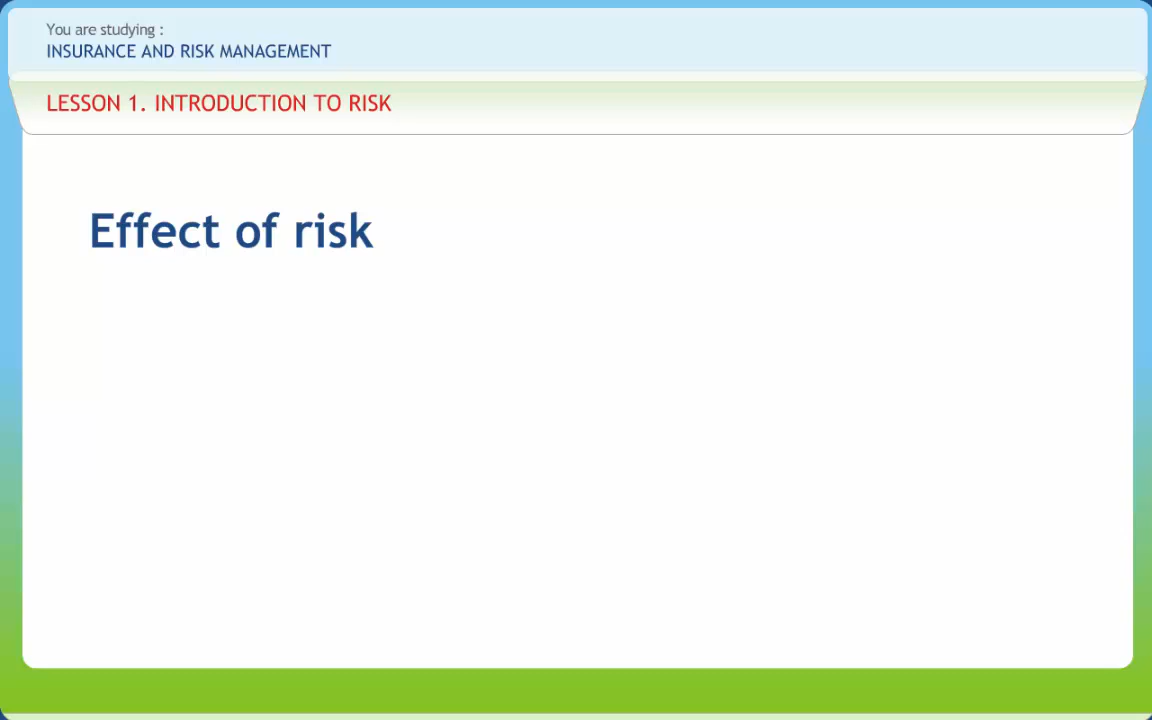 You are studying :
INSURANCE AND RISK MANAGEMENT
LESSON 1. INTRODUCTION TO RISK
Effect of risk